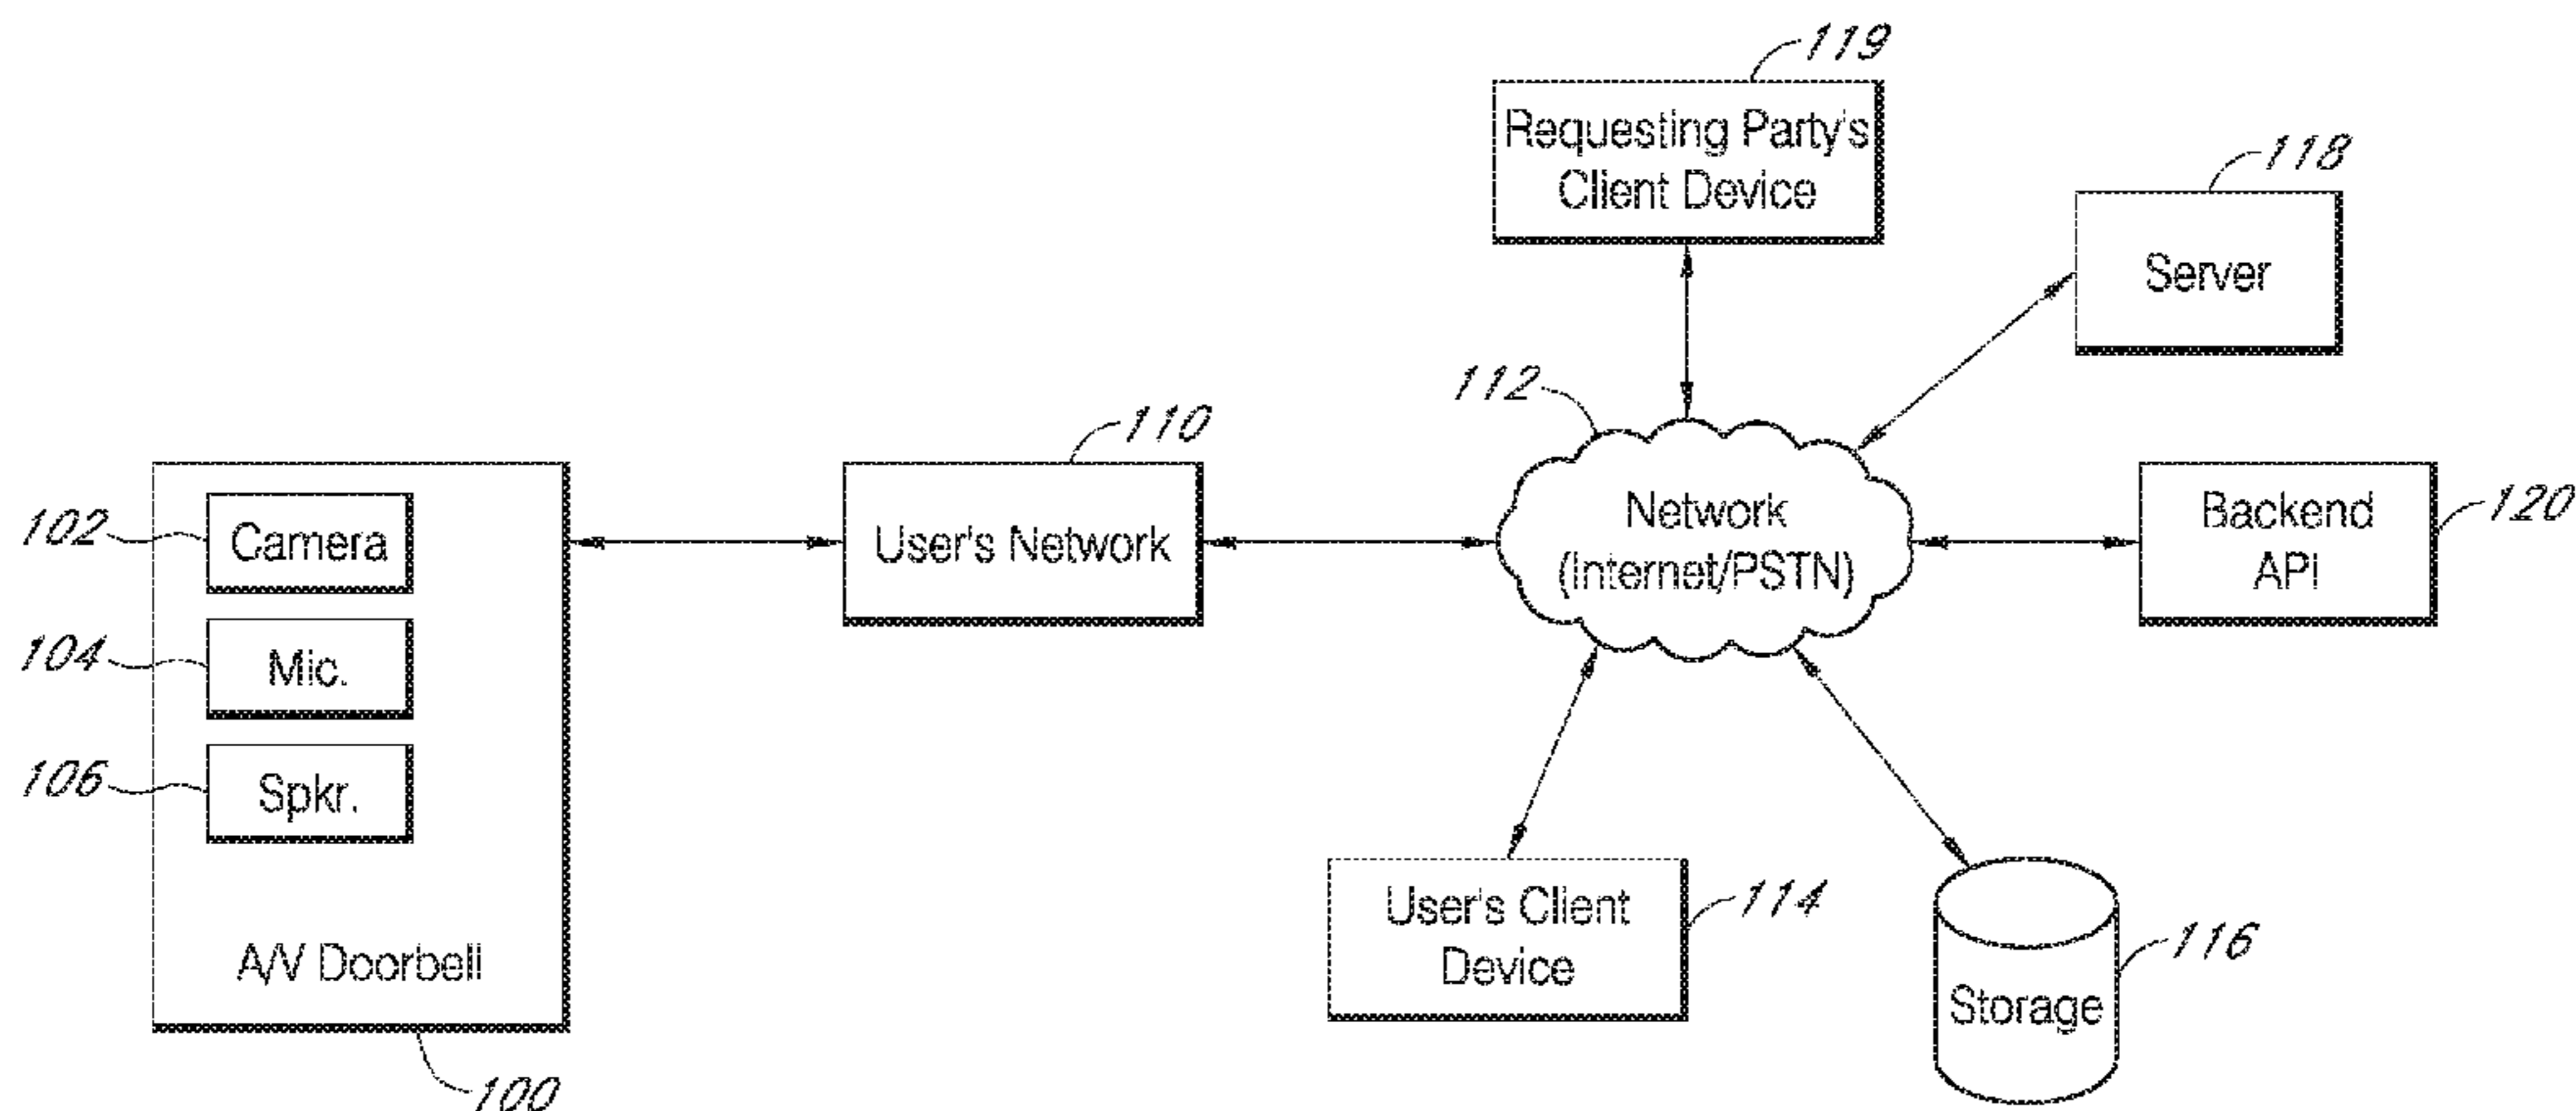 119
Requesting Party's
Client Device
118
Server
112
Network
(Internet/PSTN)
110
User's Network
Backend
API
120
102
Camera
104
Mic.
106
Spkr.
A/V Doorbell
100
User's Client
Device
114
116
Storage